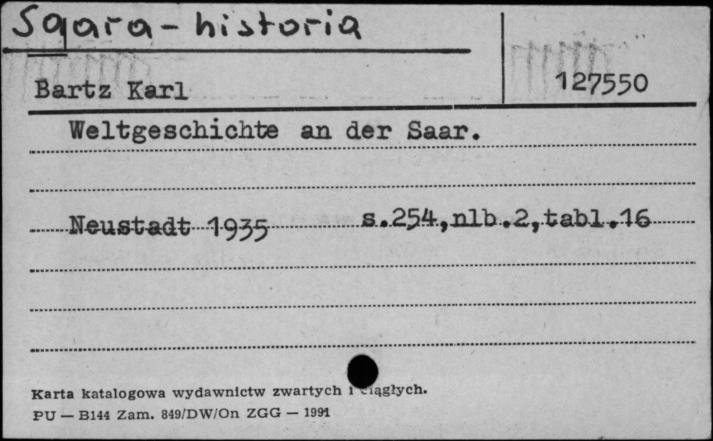 Saara - historia
Bartz Karl
127550
Weltgeschichte an der Saar.
Neustadt 1935 s.254,nlb.2,tabl.16
Karta katalogowa wydawnictw zwartych i ciągłych.
PU — B144 Zam. 849/DW/On ZGG — 1991